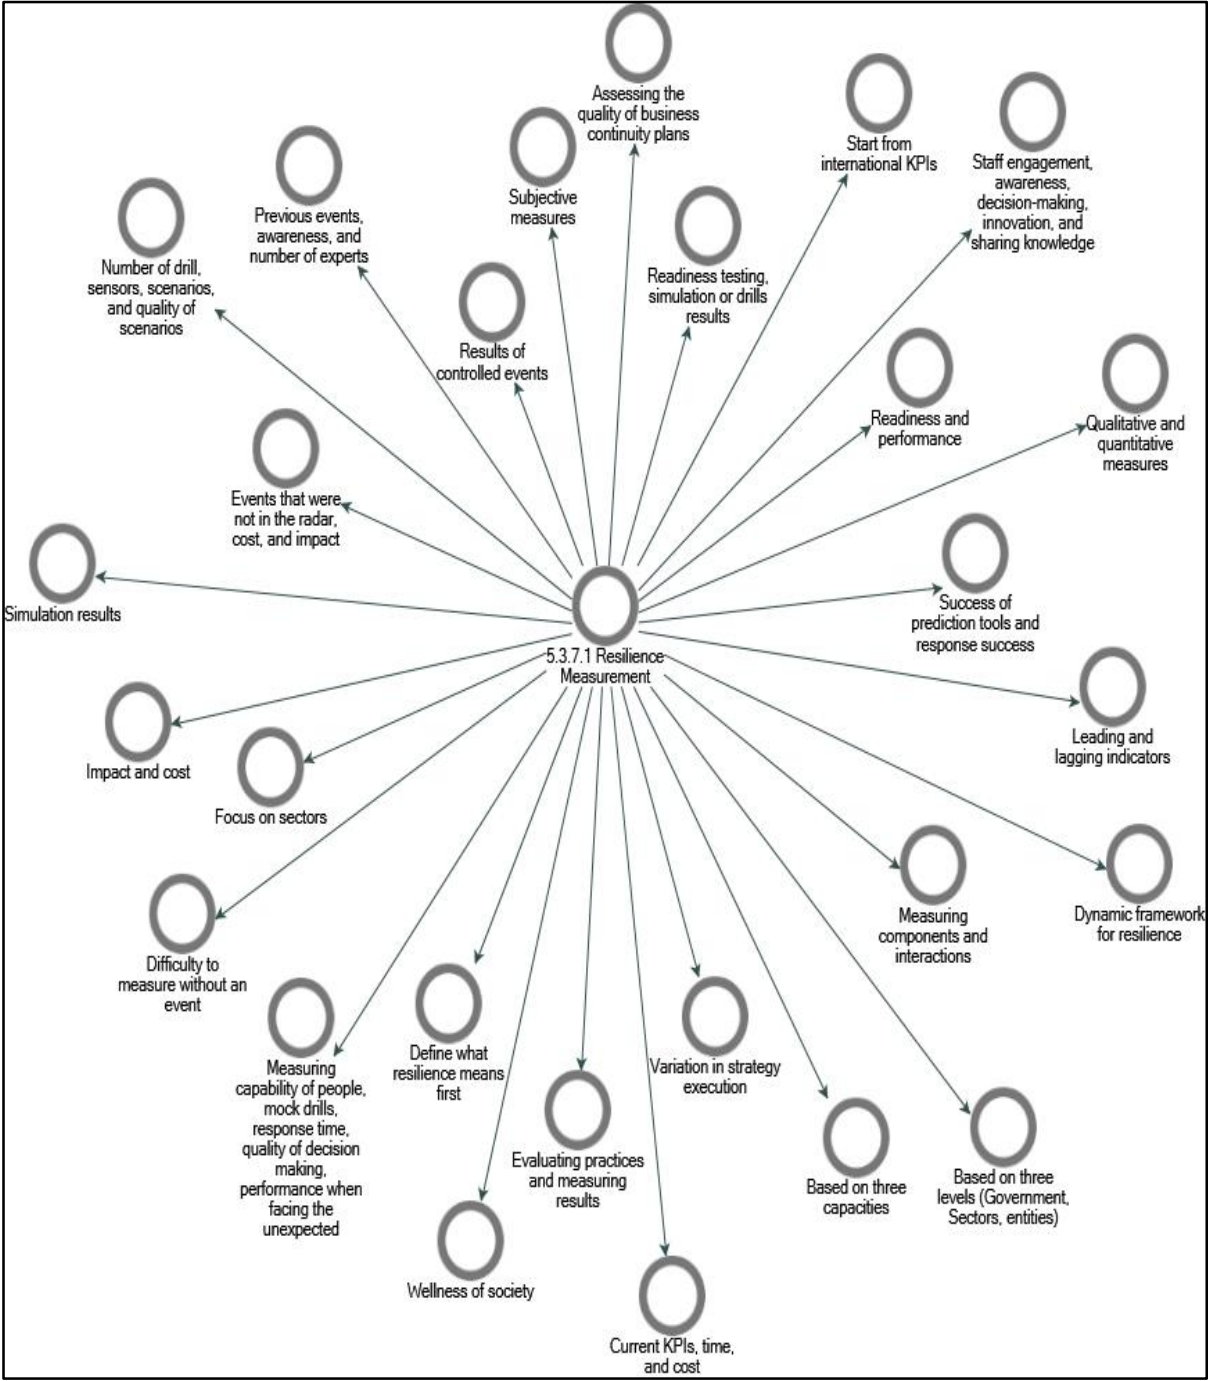 Assessing the
quality of business
continuity plans
Start from
international KPIs
Staff engagement,
awareness,
decision-making,
innovation, and
sharing knowledge
Subjective
measures
Previous events,
awareness, and
number of experts
Number of drill,
sensors, scenarios,
and quality of
scenarios
Readiness testing,
simulation or drills
results
Results of
controlled events
Readiness and
performance
Qualitative and
quantitative
measures
Events that were
not in the radar,
cost, and impact
Simulation results
Success of
prediction tools and
response success
5.3.7.1 Resilience
Measurement
Leading and
lagging indicators
Impact and cost
Focus on sectors
Measuring
components and
interactions
Dynamic framework
for resilience
Difficulty to
measure without an
event
Measuring
capability of people,
mock drills,
response time,
quality of decision
making,
performance when
facing the
unexpected
Define what
resilience means
first
Variation in strategy
execution
Evaluating practices
and measuring
results
Based on three
capacities
Based on three
levels (Government,
Sectors, entities)
Wellness of society
Current KPIs, time,
and cost